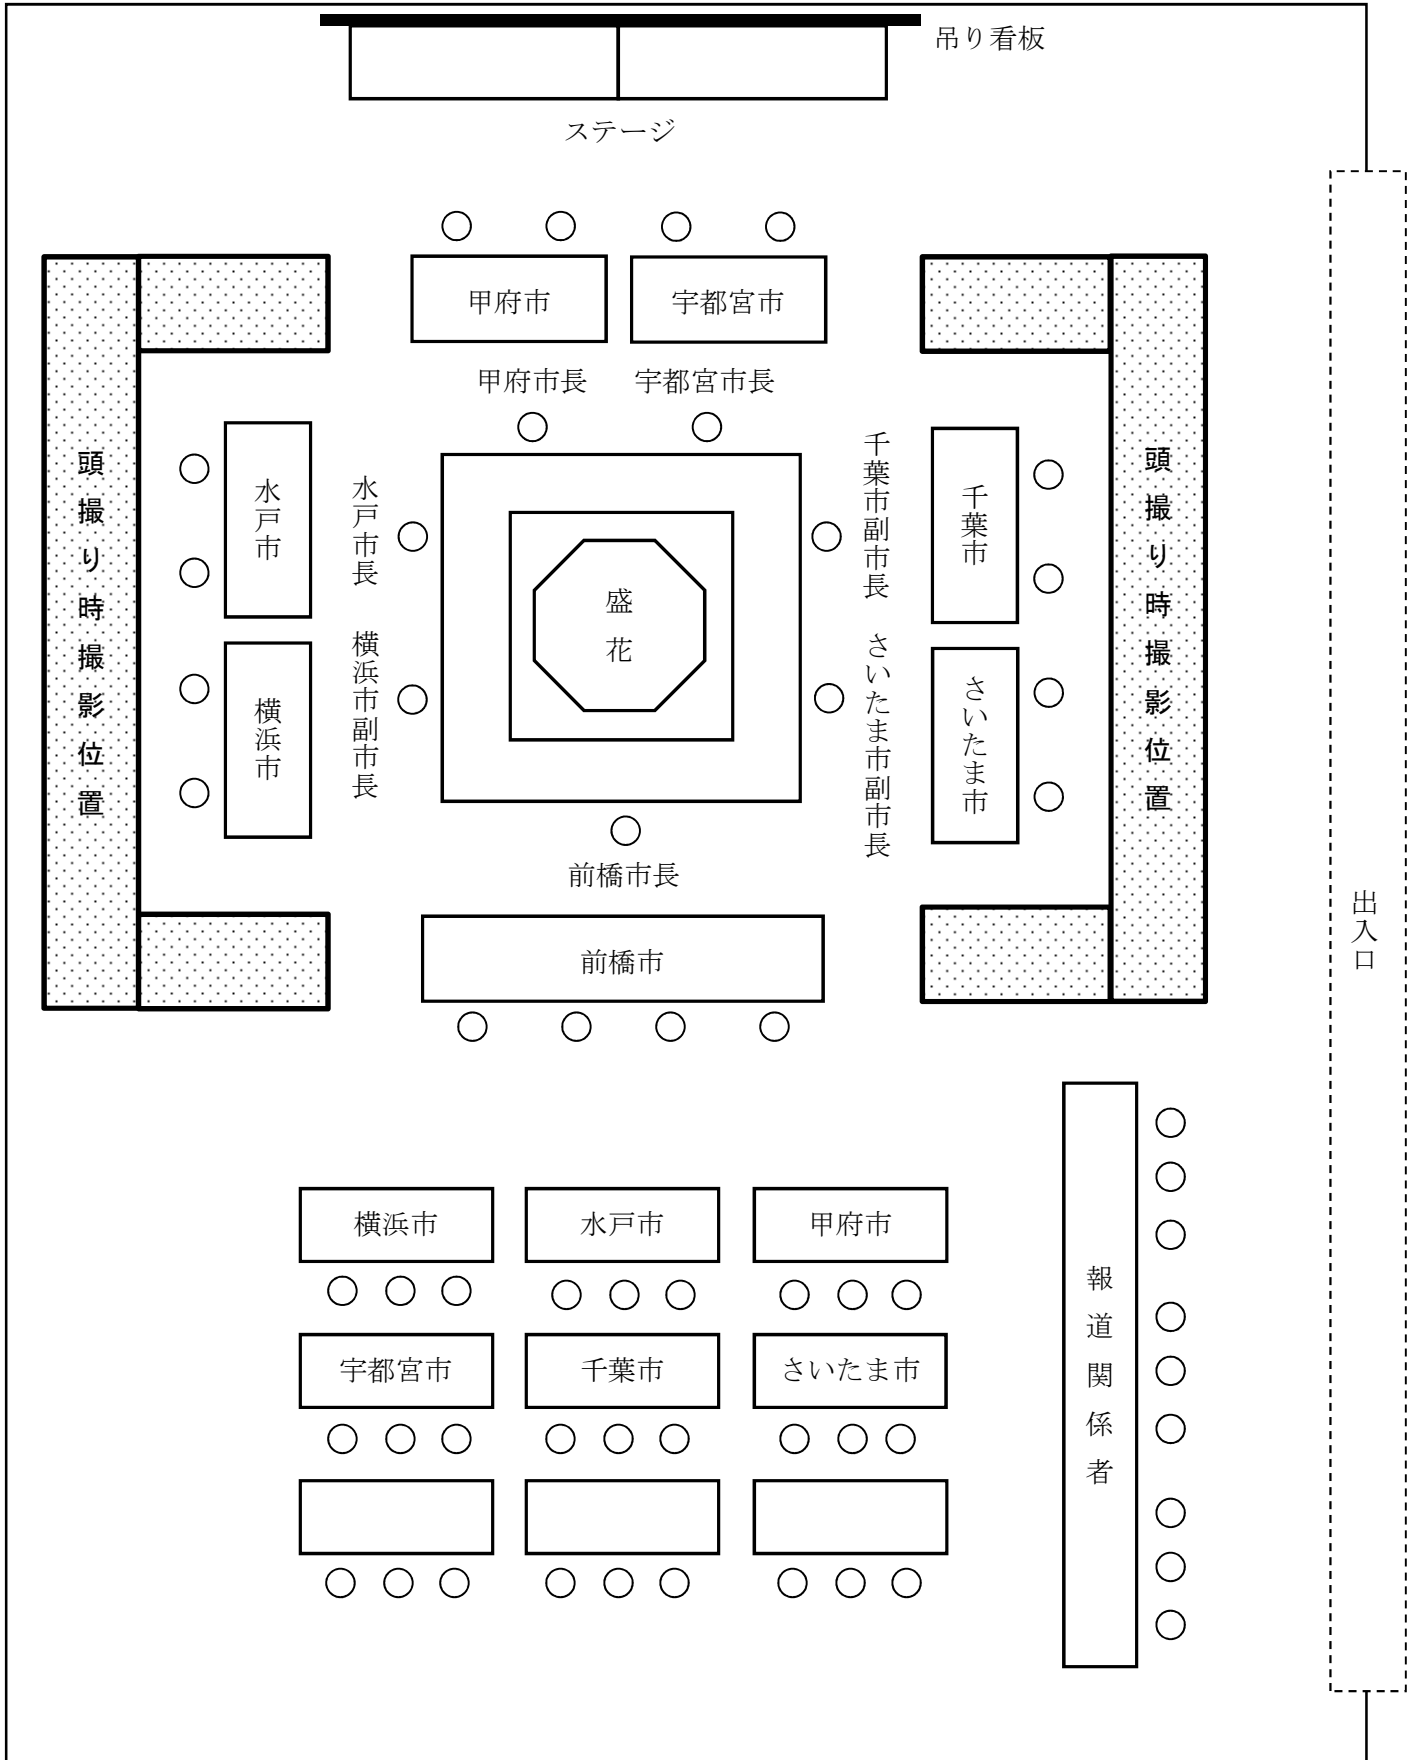 吊り看板
ステージ
甲府市
宇都宮市
甲府市長
宇都宮市長
頭撮り時撮影位置
水戸市
水戸市長
千葉市副市長
千葉市
頭撮り時撮影位置
盛花
横浜市
横浜市副市長
さいたま市副市長
さいたま市
前橋市長
前橋市
出入口
横浜市
水戸市
甲府市
報道関係者
宇都宮市
千葉市
さいたま市